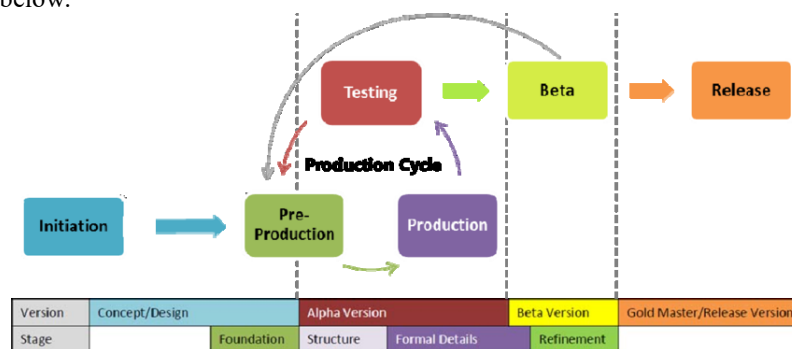 below.
Testing
Beta
Release
Production Cycle
Initiation
Pre-
Production
Production
Version Concept/Design Alpha Version Beta Version Gold Master/Release Version
Stage Foundation Structure Formal Details Refinement